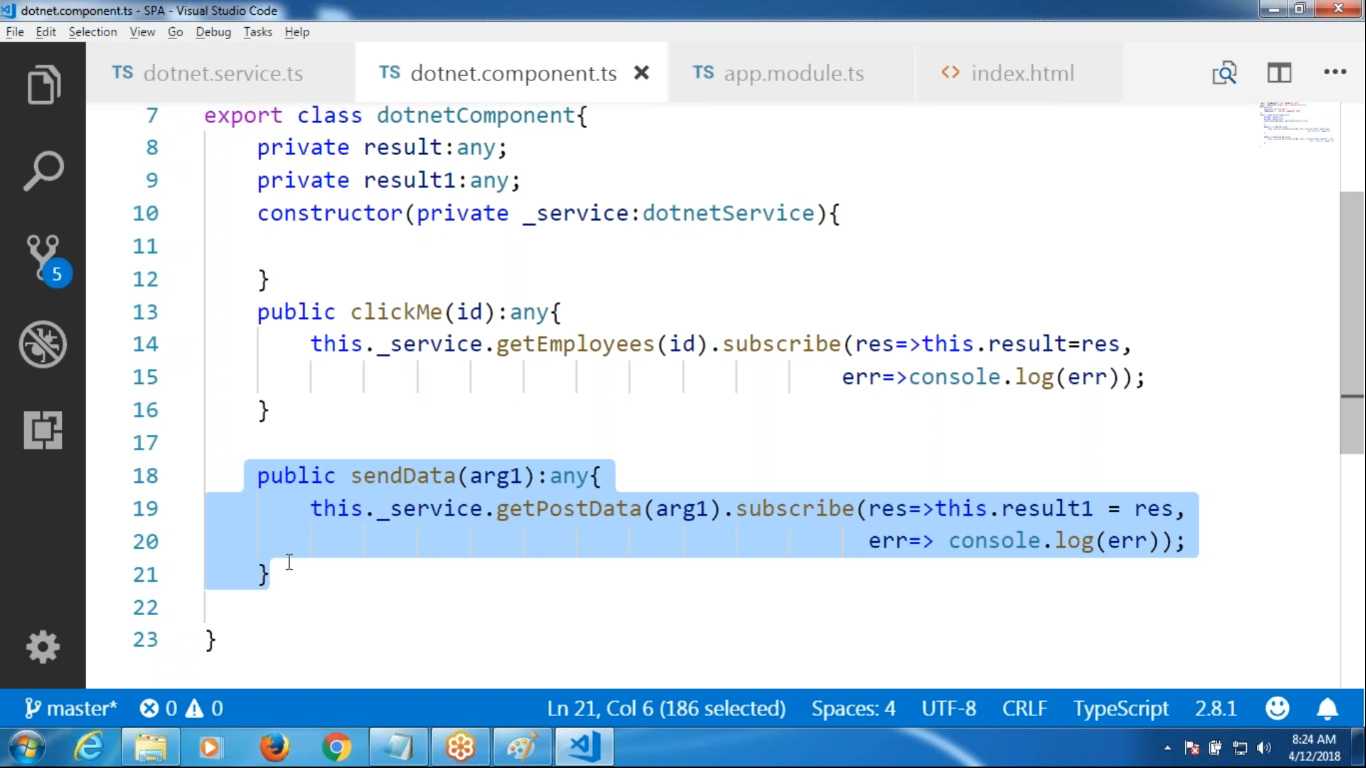 dotnet.component.ts - SPA - Visual Studio Code
File Edit Selection View Go Debug Tasks Help
TS dotnet.service.ts TS dotnet.component.ts TS app.module.ts <> index.html
7 export class dotnetComponent{
8 private result:any;
9 private result1:any;
10 constructor(private _service:dotnetService){
11
12 }
13 public clickMe(id):any{
14 this._service.getEmployees(id).subscribe(res=>this.result=res,
15 err=>console.log(err));
16 }
17
18 public sendData(arg1):any{
19 this._service.getPostData(arg1).subscribe(res=>this.result1 = res,
20 err=> console.log(err));
21 }
22
23 }
5
master* 0 0 Ln 21, Col 6 (186 selected) Spaces: 4 UTF-8 CRLF TypeScript 2.8.1
8:24 AM
4/12/2018